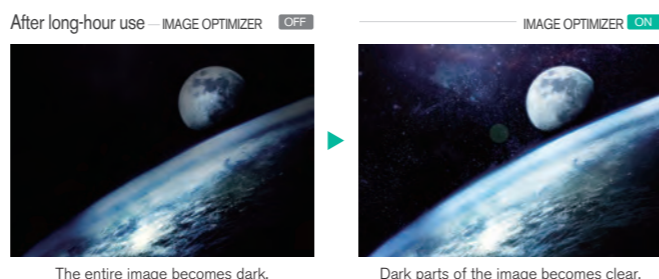 After long-hour use — IMAGE OPTIMIZER OFF
IMAGE OPTIMIZER ON
The entire image becomes dark.
Dark parts of the image becomes clear.